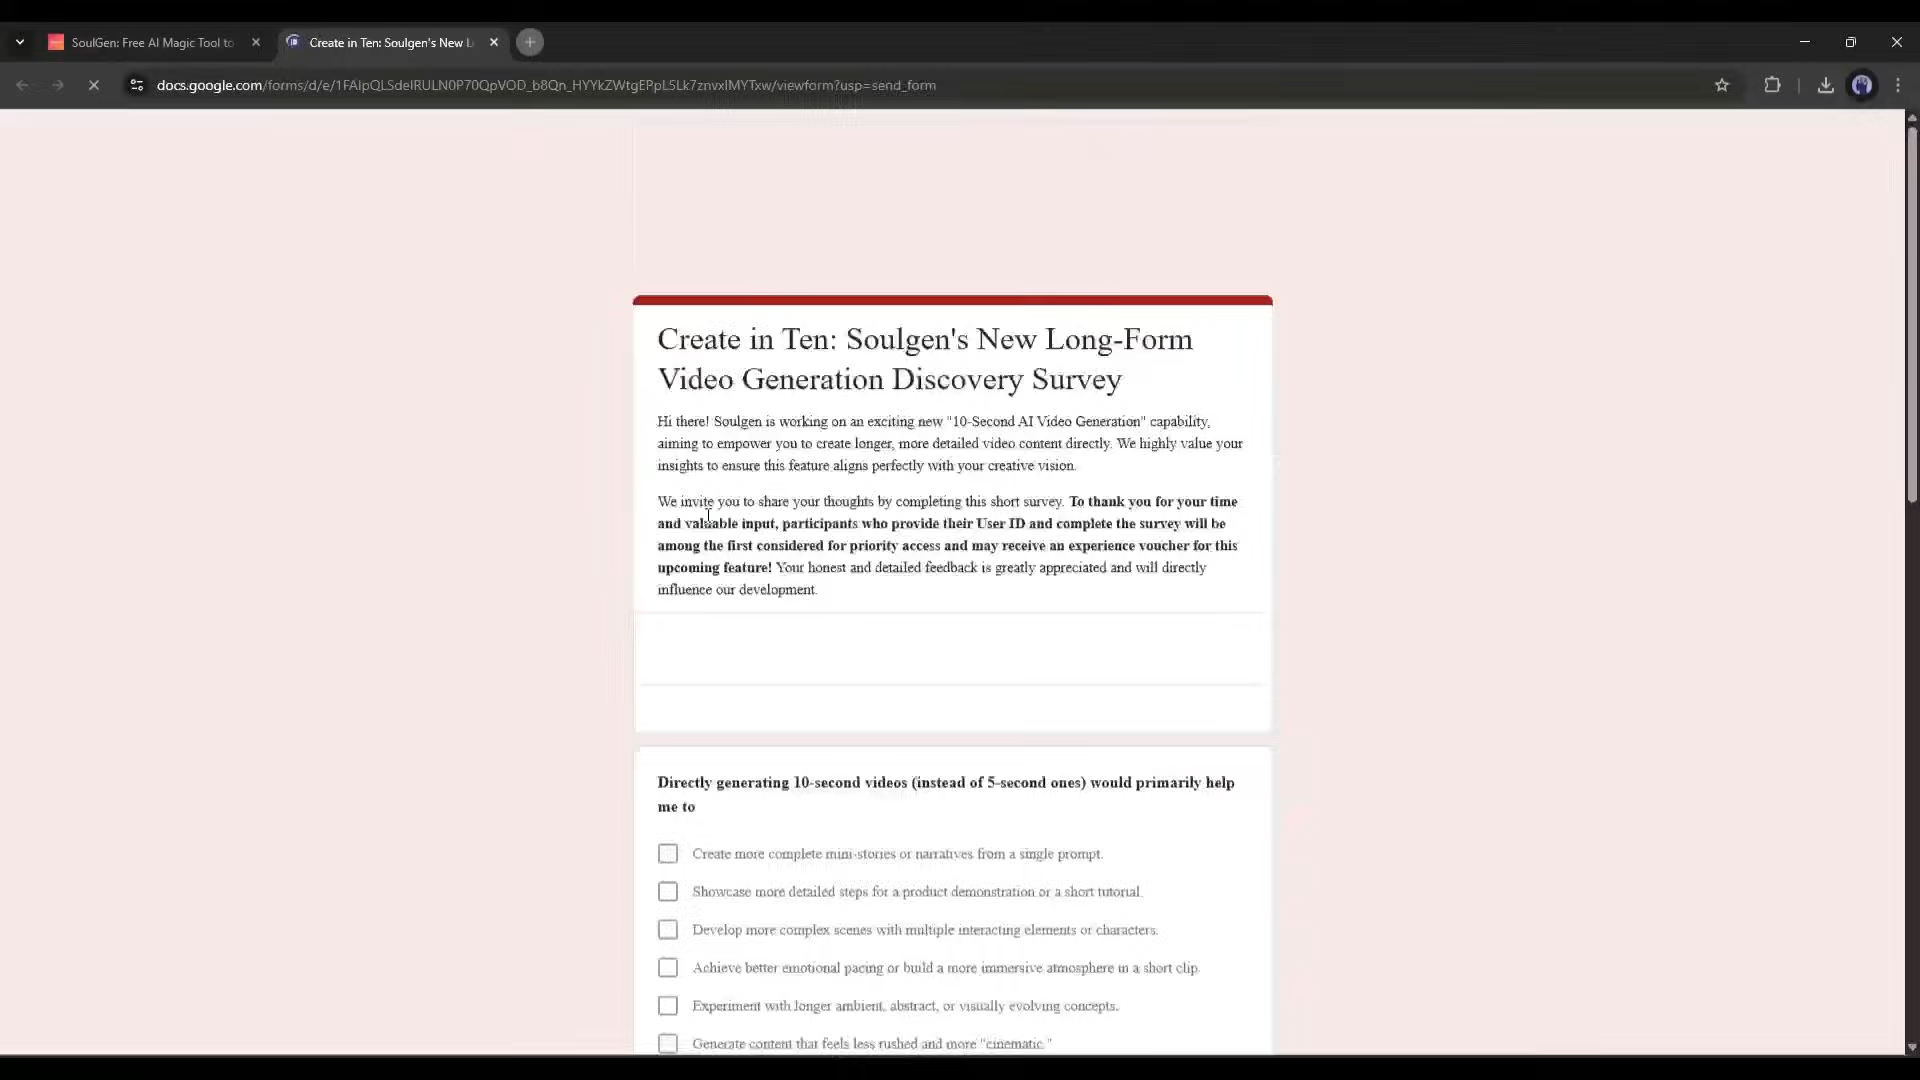 SoulGen: Free AI Magic Tool to
Create in Ten: Soulgen's New L
docs.google.com/forms/d/e/1FAIpQLSdeIRULN0P70QpVOD_b8Qn_HYYkZWtgEPpL5Lk7znvxIMYTxw/viewform?usp=send_form
Create in Ten: Soulgen's New Long-Form
Video Generation Discovery Survey
Hi there! Soulgen is working on an exciting new "10-Second AI Video Generation" capability,
aiming to empower you to create longer, more detailed video content directly. We highly value your
insights to ensure this feature aligns perfectly with your creative vision.
We invite you to share your thoughts by completing this short survey. To thank you for your time
and valuable input, participants who provide their User ID and complete the survey will be
among the first considered for priority access and may receive an experience voucher for this
upcoming feature! Your honest and detailed feedback is greatly appreciated and will directly
influence our development.
Directly generating 10-second videos (instead of 5-second ones) would primarily help
me to
Create more complete mini-stories or narratives from a single prompt.
Showcase more detailed steps for a product demonstration or a short tutorial.
Develop more complex scenes with multiple interacting elements or characters.
Achieve better emotional pacing or build a more immersive atmosphere in a short clip.
Experiment with longer ambient, abstract, or visually evolving concepts.
Generate content that feels less rushed and more "cinematic."